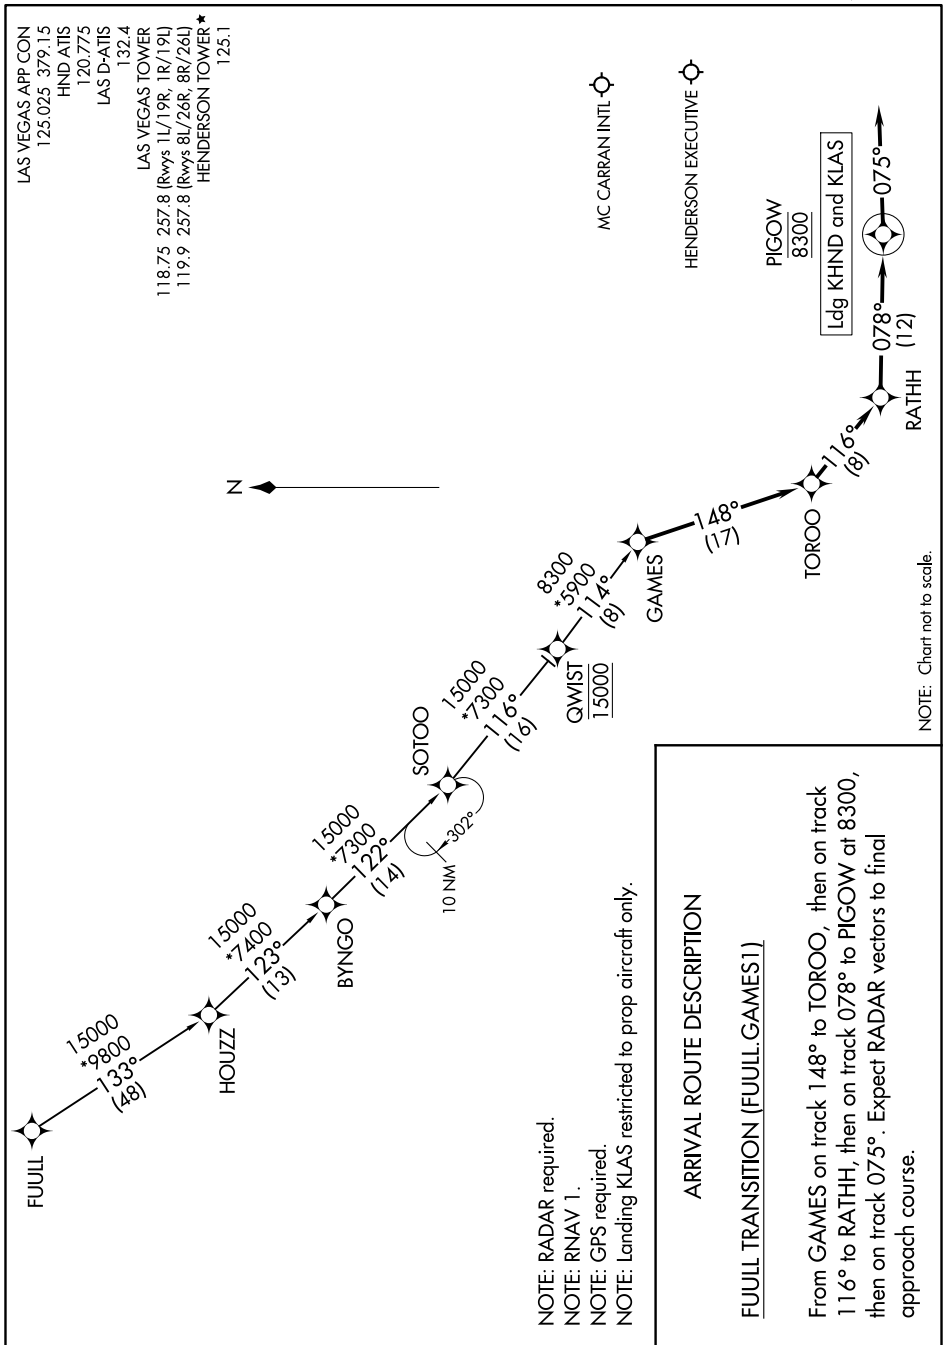 LAS VEGAS APP CON
125.025 379.15
HND ATIS
120.775
LAS D-ATIS
132.4
LAS VEGAS TOWER
118.75 257.8 (Rwys 1L/19R, 1R/19L)
119.9 257.8 (Rwys 8L/26R, 8R/26L)
HENDERSON TOWER★
125.1
FUULL
15000
*9800
133°
(48)
HOUZZ
15000
*7400
123°
(13)
BYNGO
15000
*7300
122°
(14)
SOTOO
302°
10 NM
15000
*7300
116°
(16)
QWIST
15000
8300
*5900
114°
(8)
GAMES
148°
(17)
TOROO
116°
(8)
RATHH
078°
(12)
PIGOW
8300
Ldg KHND and KLAS
075°
N
MC CARRAN INTL
HENDERSON EXECUTIVE
NOTE: RADAR required.
NOTE: RNAV 1.
NOTE: GPS required.
NOTE: Landing KLAS restricted to prop aircraft only.
NOTE: Chart not to scale.
ARRIVAL ROUTE DESCRIPTION
FUULL TRANSITION (FUULL.GAMES1)
From GAMES on track 148° to TOROO, then on track
116° to RATHH, then on track 078° to PIGOW at 8300,
then on track 075°. Expect RADAR vectors to final
approach course.